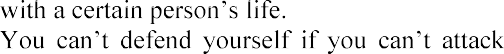 with a certain person's life.
You can't defend yourself if you can't attack